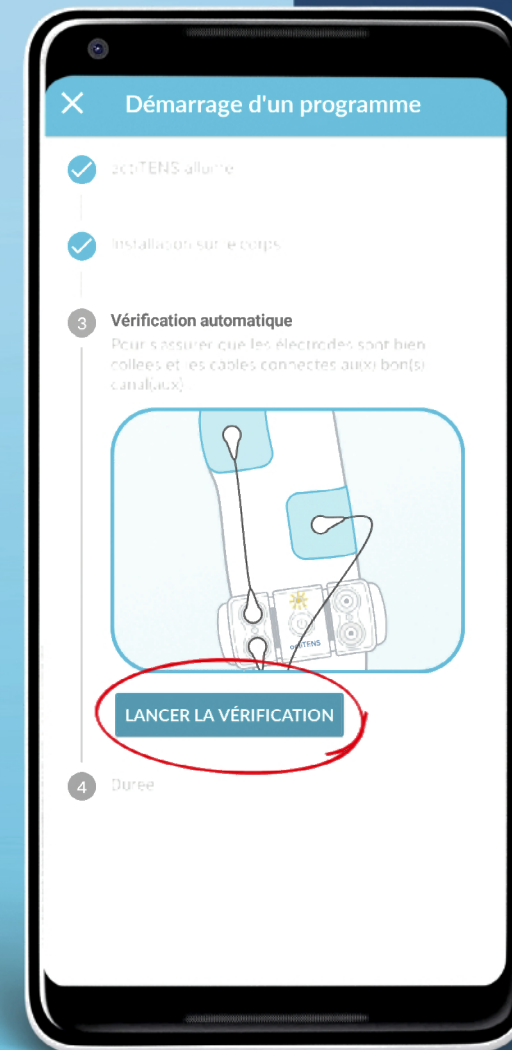 Démarrage d'un programme
actiTENS allumé
Installation sur le corps
3 Vérification automatique
Pour s'assurer que les électrodes sont bien
collées et les câbles connectés au(x) bon(s)
canal(aux).
LANCER LA VÉRIFICATION
4 Durée